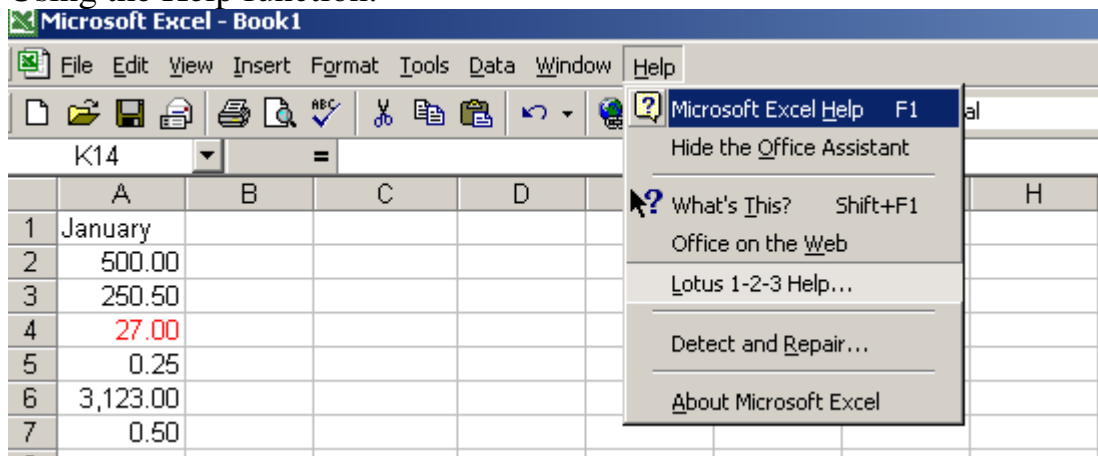 Using the Help function.
Microsoft Excel - Book1
File Edit View Insert Format Tools Data Window Help
ABC
Microsoft Excel Help F1
al
Hide the Office Assistant
K14 =
What's This? Shift+F1
Office on the Web
Lotus 1-2-3 Help...
Detect and Repair...
About Microsoft Excel
A B C D H
1 January
2 500.00
3 250.50
4 27.00
5 0.25
6 3,123.00
7 0.50